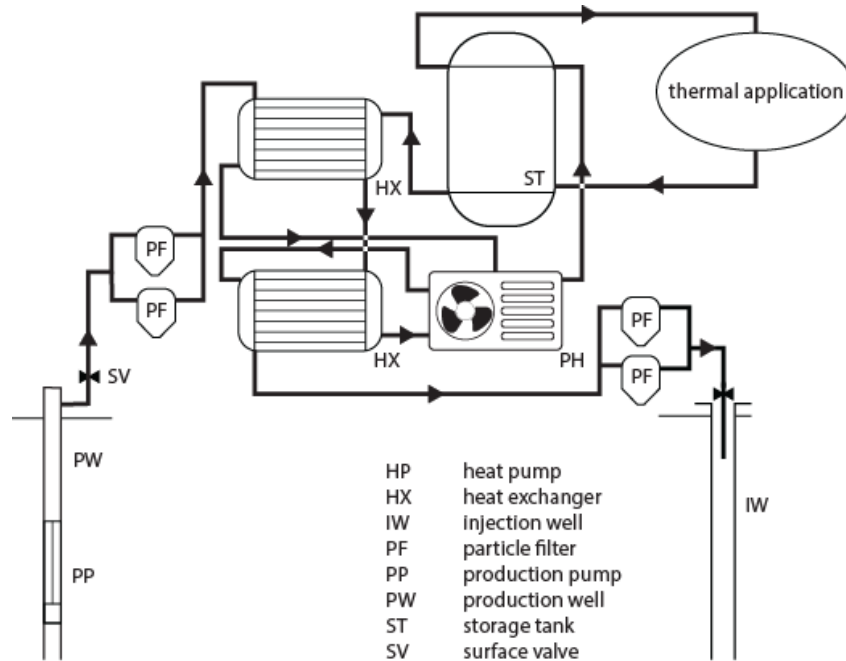 thermal application
ST
HX
PF
PF
HX
PH
PF
PF
SV
PW
PP
IW
HP heat pump
HX heat exchanger
IW injection well
PF particle filter
PP production pump
PW production well
ST storage tank
SV surface valve